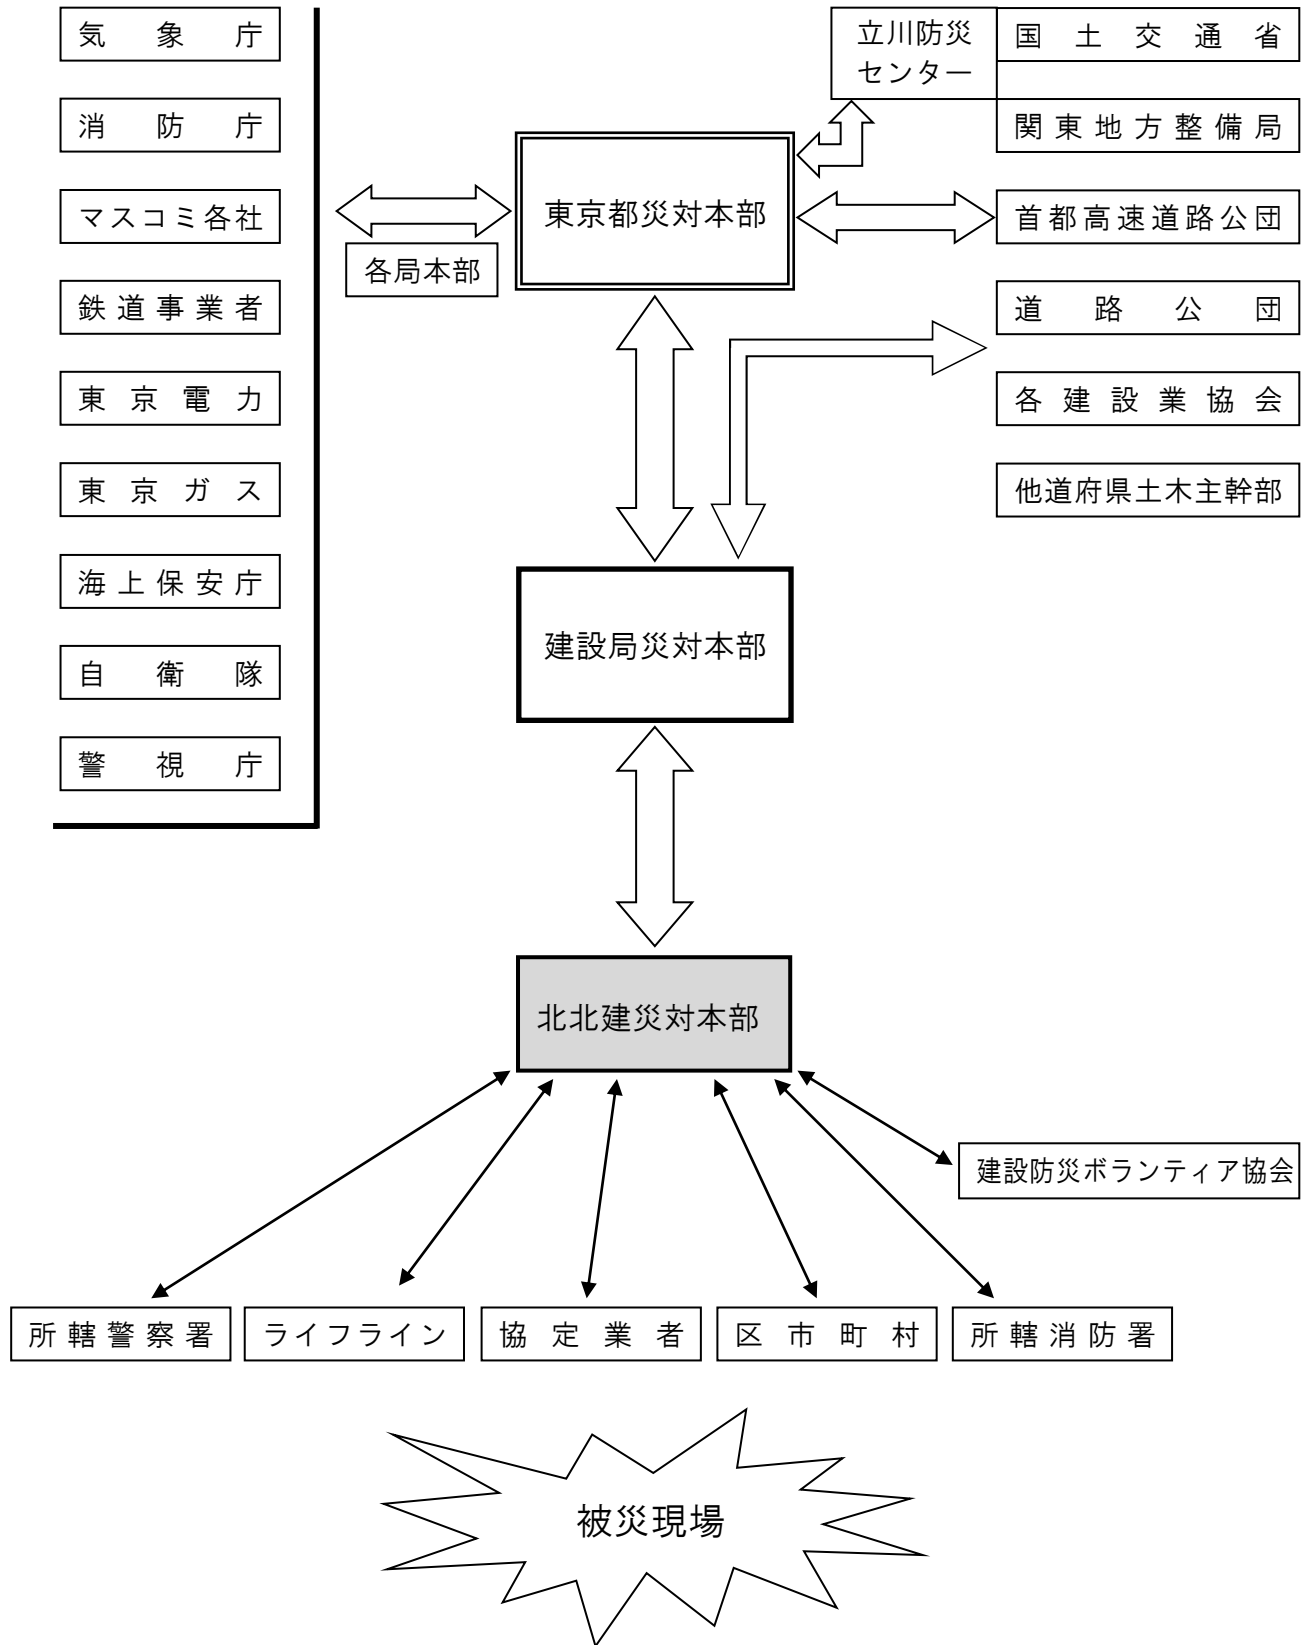 気象庁
消防庁
マスコミ各社
鉄道事業者
東京電力
東京ガス
海上保安庁
自衛隊
警視庁
各局本部
東京都災対本部
立川防災
センター
国土交通省
関東地方整備局
首都高速道路公団
道路公団
各建設業協会
他道府県土木主幹部
建設局災対本部
北北建災対本部
建設防災ボランティア協会
所轄警察署
ライフライン
協定業者
区市町村
所轄消防署
被災現場